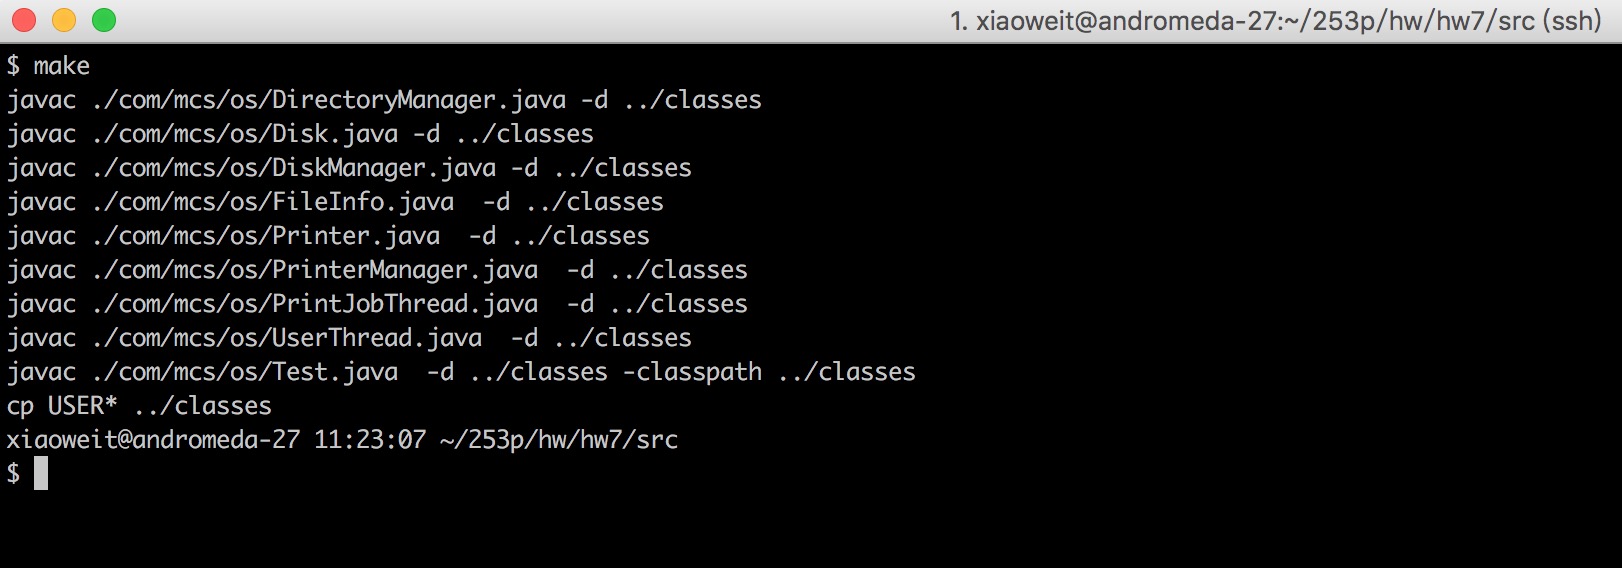 1. xiaoweit@andromeda-27:~/253p/hw/hw7/src (ssh)
$ make
javac ./com/mcs/os/DirectoryManager.java -d ../classes
javac ./com/mcs/os/Disk.java -d ../classes
javac ./com/mcs/os/DiskManager.java -d ../classes
javac ./com/mcs/os/FileInfo.java  -d ../classes
javac ./com/mcs/os/Printer.java  -d ../classes
javac ./com/mcs/os/PrinterManager.java  -d ../classes
javac ./com/mcs/os/PrintJobThread.java  -d ../classes
javac ./com/mcs/os/UserThread.java  -d ../classes
javac ./com/mcs/os/Test.java  -d ../classes -classpath ../classes
cp USER* ../classes
xiaoweit@andromeda-27 11:23:07 ~/253p/hw/hw7/src
$